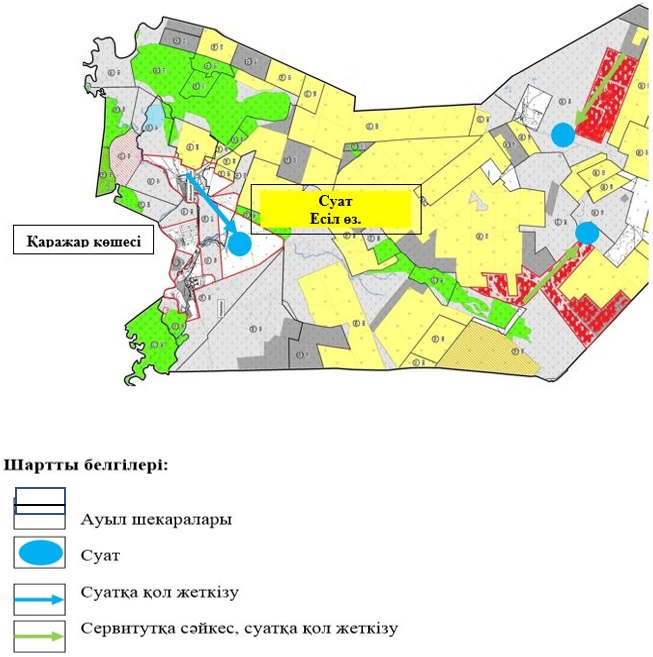 Суат
Есіл өз.
Қаражар көшесі
Шартты белгілері:
Ауыл шекаралары
Суат
Суатқа қол жеткізу
Сервитутқа сәйкес, суатқа қол жеткізу